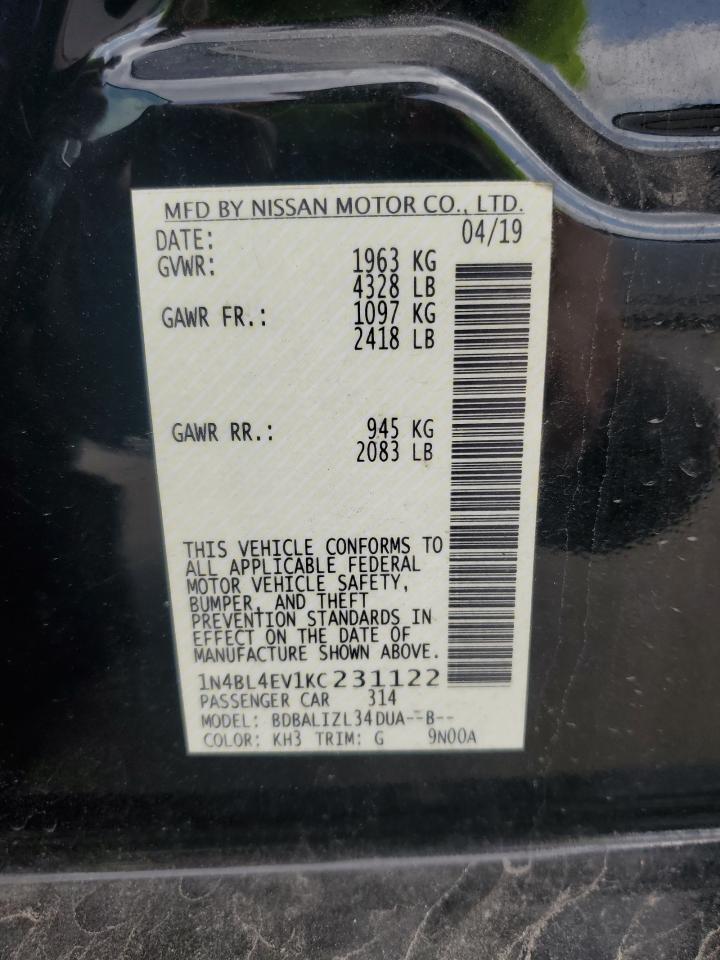 MFD BY NISSAN MOTOR CO., LTD.
DATE: 04/19
GVWR: 1963 KG
4328 LB
GAWR FR.: 1097 KG
2418 LB
GAWR RR.: 945 KG
2083 LB
THIS VEHICLE CONFORMS TO
ALL APPLICABLE FEDERAL
MOTOR VEHICLE SAFETY,
BUMPER, AND THEFT
PREVENTION STANDARDS IN
EFFECT ON THE DATE OF
MANUFACTURE SHOWN ABOVE.
1N4BL4EV1KC231122
PASSENGER CAR 314
MODEL: BDBALIZL34DUA--B--
COLOR: KH3 TRIM: G 9N00A